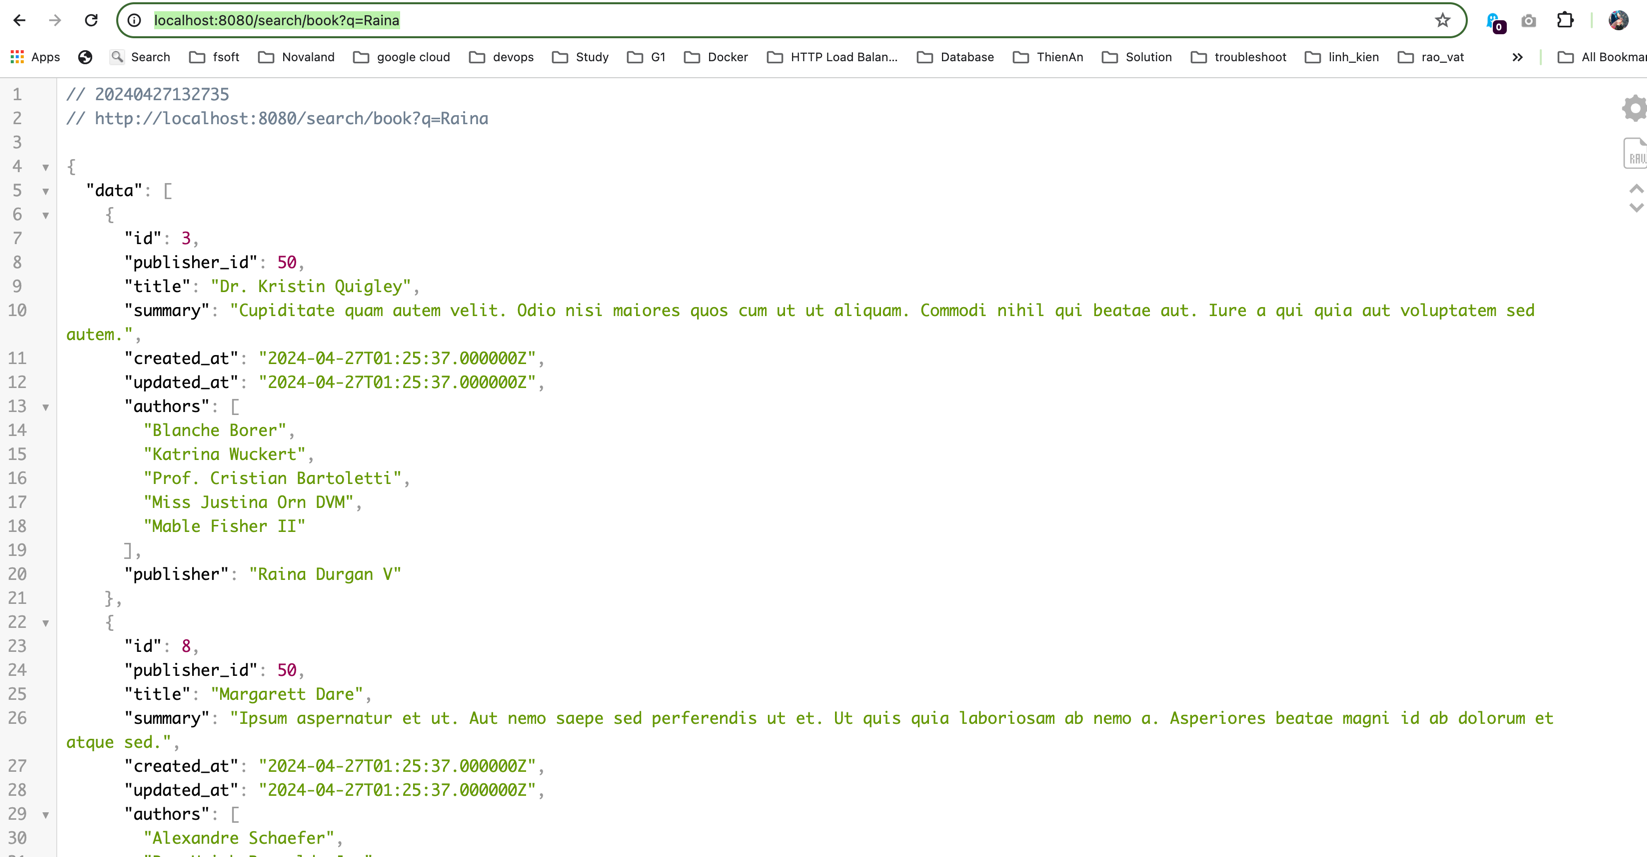 localhost:8080/search/book?q=Raina
0
Apps Search fsoft Novaland google cloud devops Study G1 Docker HTTP Load Balan... Database ThienAn Solution troubleshoot linh_kien rao_vat » All Bookmar
1 // 20240427132735
2 // http://localhost:8080/search/book?q=Raina
3
4 {
5 "data": [
6 {
7 "id": 3,
8 "publisher_id": 50,
9 "title": "Dr. Kristin Quigley",
10 "summary": "Cupiditate quam autem velit. Odio nisi maiores quos cum ut ut aliquam. Commodi nihil qui beatae aut. Iure a qui quia aut voluptatem sed
autem.",
11 "created_at": "2024-04-27T01:25:37.000000Z",
12 "updated_at": "2024-04-27T01:25:37.000000Z",
13 "authors": [
14 "Blanche Borer",
15 "Katrina Wuckert",
16 "Prof. Cristian Bartoletti",
17 "Miss Justina Orn DVM",
18 "Mable Fisher II"
19 ],
20 "publisher": "Raina Durgan V"
21 },
22 {
23 "id": 8,
24 "publisher_id": 50,
25 "title": "Margarett Dare",
26 "summary": "Ipsum aspernatur et ut. Aut nemo saepe sed perferendis ut et. Ut quis quia laboriosam ab nemo a. Asperiores beatae magni id ab dolorum et
atque sed.",
27 "created_at": "2024-04-27T01:25:37.000000Z",
28 "updated_at": "2024-04-27T01:25:37.000000Z",
29 "authors": [
30 "Alexandre Schaefer",
RAW